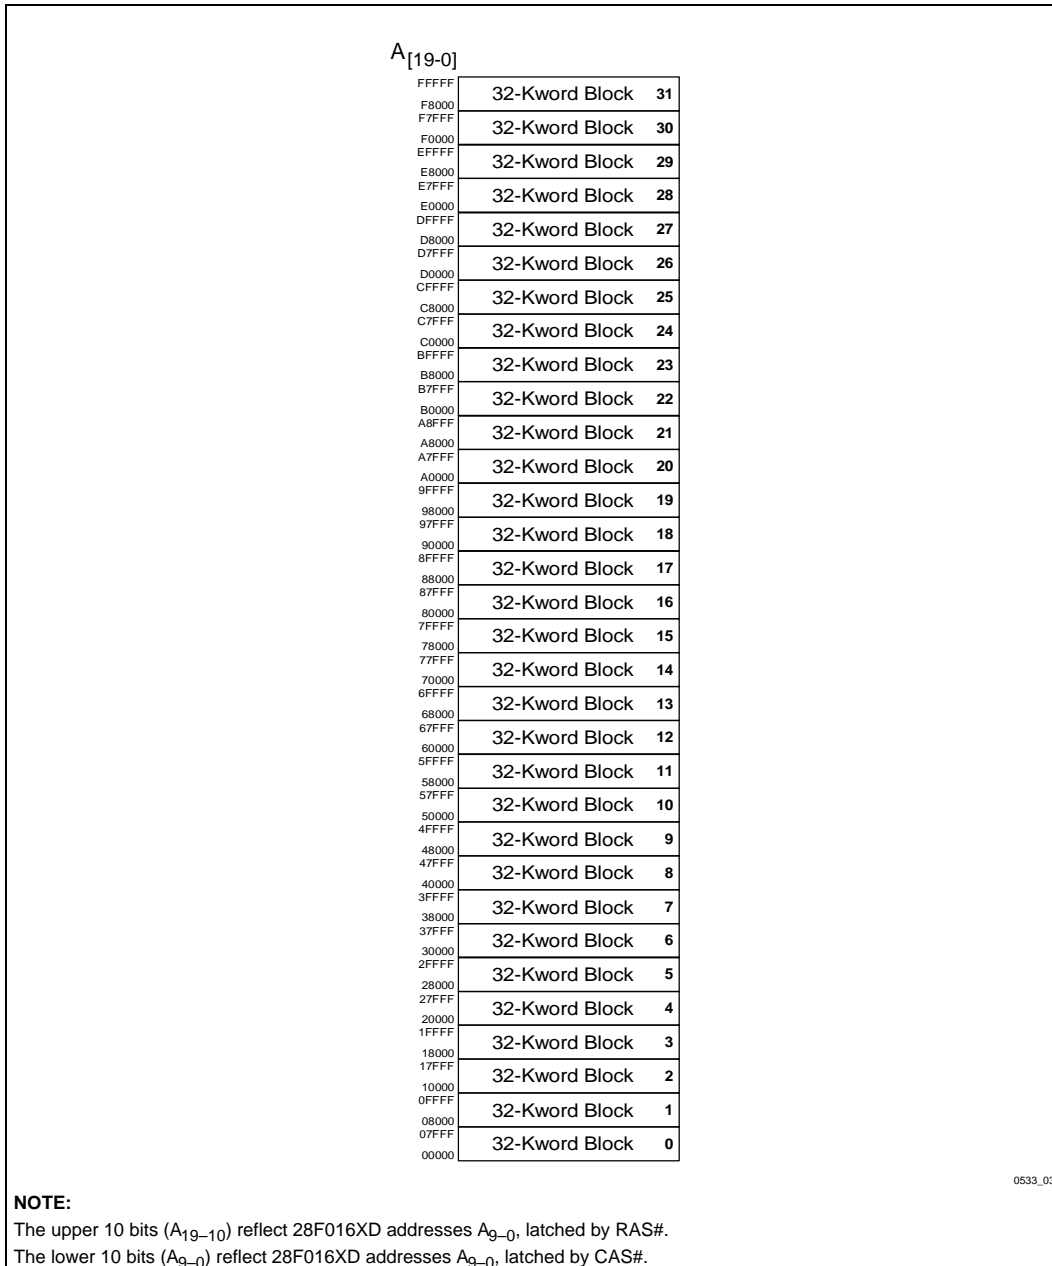 A[19-0]
FFFFF
32-Kword Block 31
F8000
F7FFF
32-Kword Block 30
F0000
EFFFF
32-Kword Block 29
E8000
E7FFF
32-Kword Block 28
E0000
DFFFF
32-Kword Block 27
D8000
D7FFF
32-Kword Block 26
D0000
CFFFF
32-Kword Block 25
C8000
C7FFF
32-Kword Block 24
C0000
BFFFF
32-Kword Block 23
B8000
B7FFF
32-Kword Block 22
B0000
A8FFF
32-Kword Block 21
A8000
A7FFF
32-Kword Block 20
A0000
9FFFF
32-Kword Block 19
98000
97FFF
32-Kword Block 18
90000
8FFFF
32-Kword Block 17
88000
87FFF
32-Kword Block 16
80000
7FFFF
32-Kword Block 15
78000
77FFF
32-Kword Block 14
70000
6FFFF
32-Kword Block 13
68000
67FFF
32-Kword Block 12
60000
5FFFF
32-Kword Block 11
58000
57FFF
32-Kword Block 10
50000
4FFFF
32-Kword Block 9
48000
47FFF
32-Kword Block 8
40000
3FFFF
32-Kword Block 7
38000
37FFF
32-Kword Block 6
30000
2FFFF
32-Kword Block 5
28000
27FFF
32-Kword Block 4
20000
1FFFF
32-Kword Block 3
18000
17FFF
32-Kword Block 2
10000
0FFFF
32-Kword Block 1
08000
07FFF
32-Kword Block 0
00000
0533_03
NOTE:
The upper 10 bits (A19–10) reflect 28F016XD addresses A9–0, latched by RAS#.
The lower 10 bits (A9–0) reflect 28F016XD addresses A9–0, latched by CAS#.